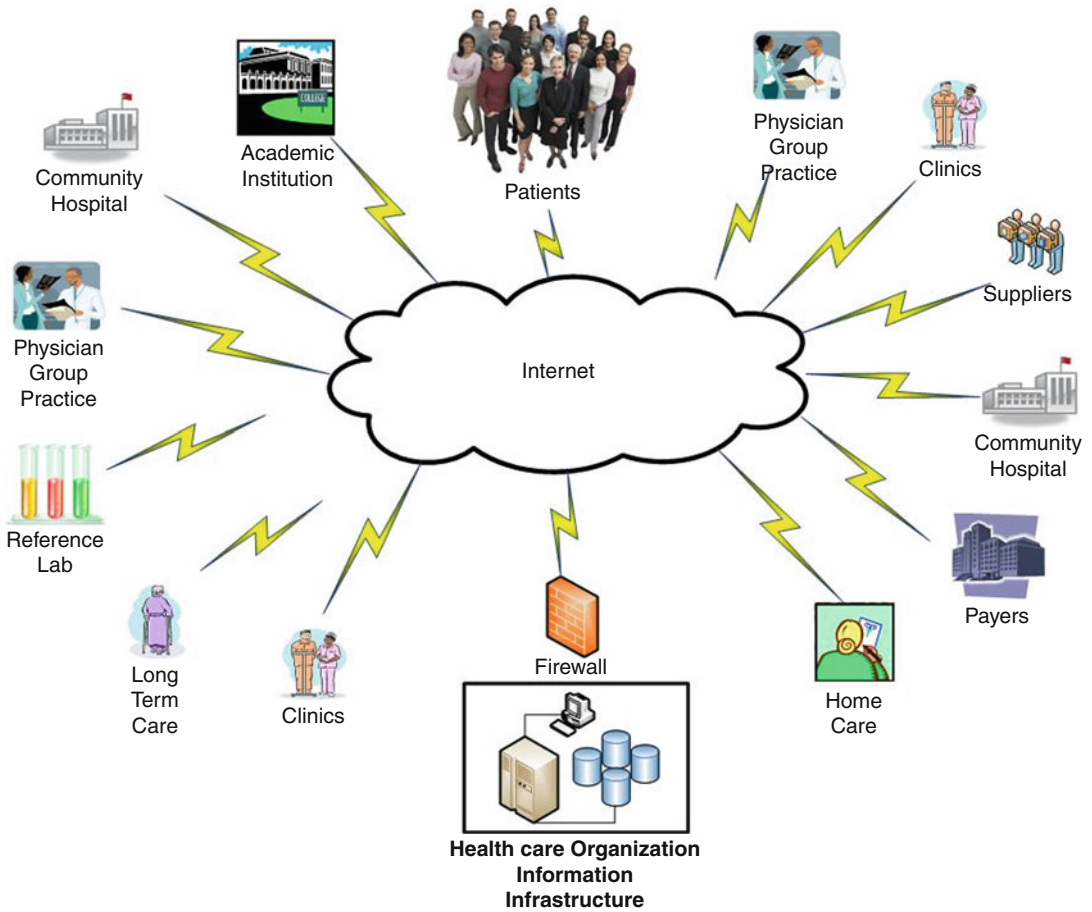 COLLEGE
Academic
Institution
Patients
Physician
Group
Practice
Clinics
Community
Hospital
Suppliers
Physician
Group
Practice
Internet
Community
Hospital
Reference
Lab
Payers
Long
Term
Care
Clinics
Firewall
Home
Care
Health care Organization
Information
Infrastructure